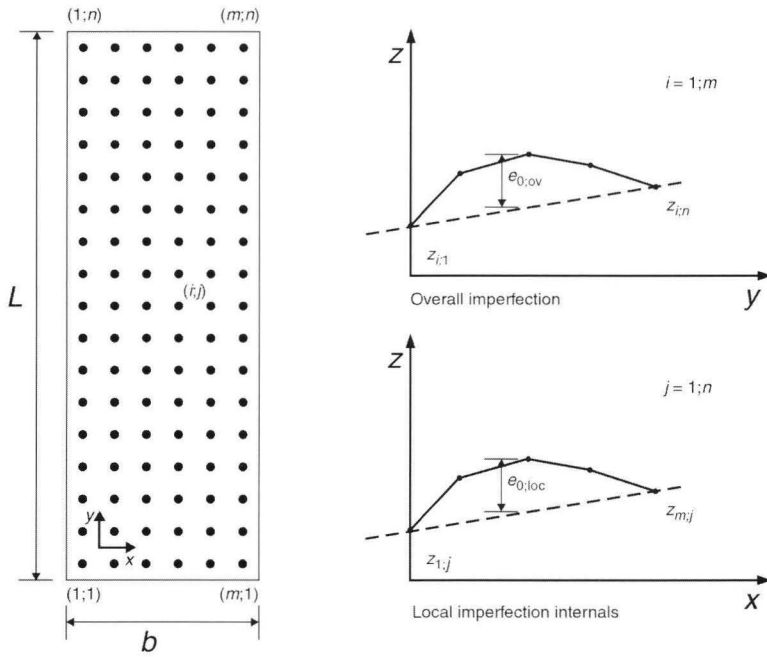 (1;n)
(m;n)
L
(i;j)
y
x
(1;1)
(m;1)
b
z
i = 1;m
e0;ov
zi;n
zi;1
Overall imperfection
y
z
j = 1;n
e0;loc
zm;j
z1;j
Local imperfection internals
x